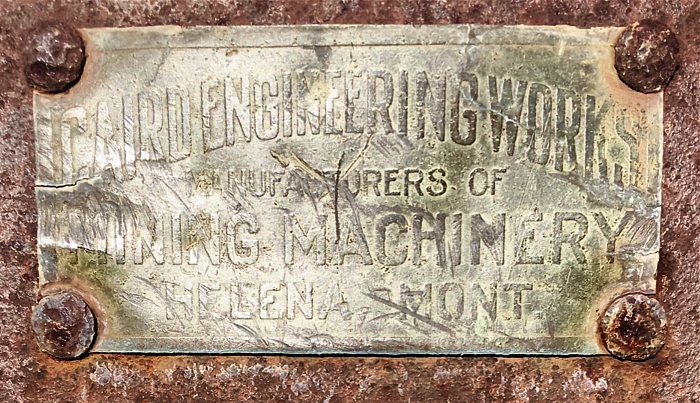 CAIRD ENGINEERING WORKS
MANUFACTURERS OF
MINING MACHINERY
HELENA, MONT.